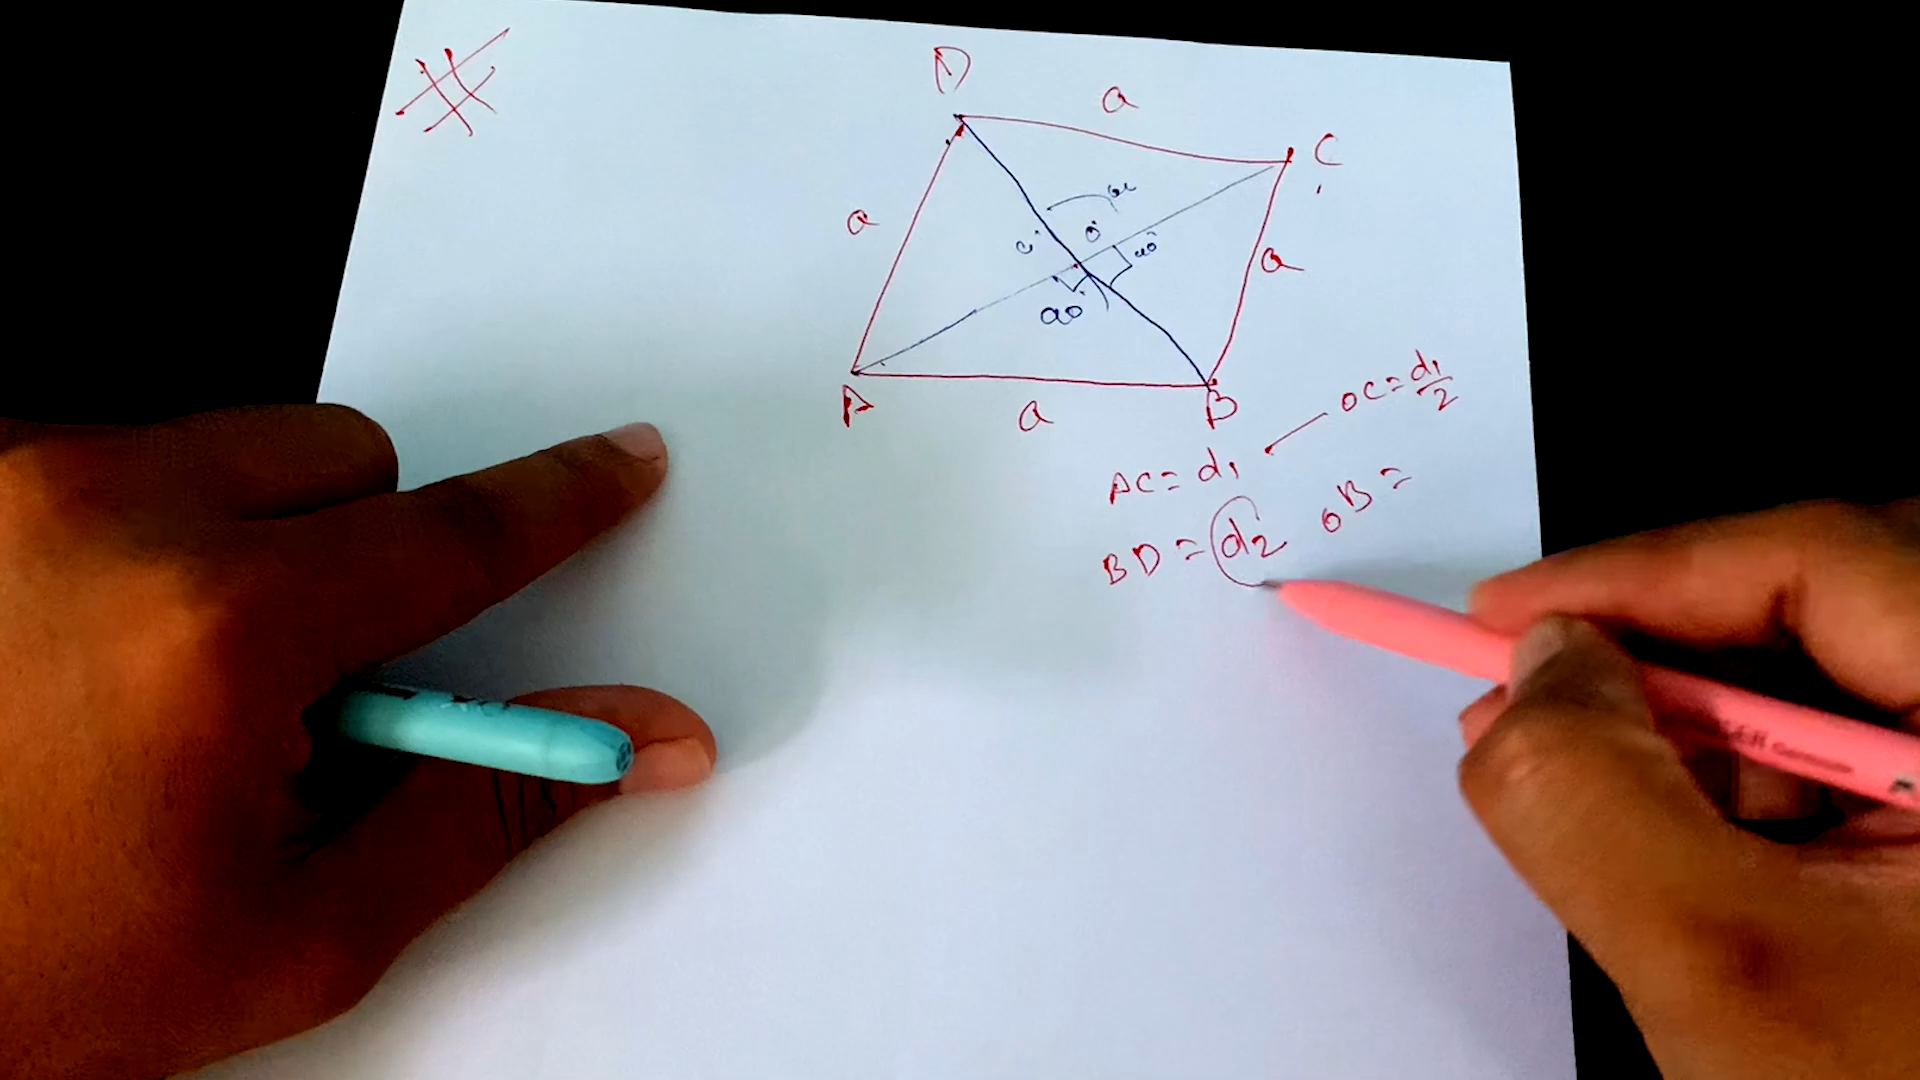 #
D
a
C
a
O
90°
a
90
A
a
B
OC = d₁/2
AC = d₁
OB =
BD = d₂